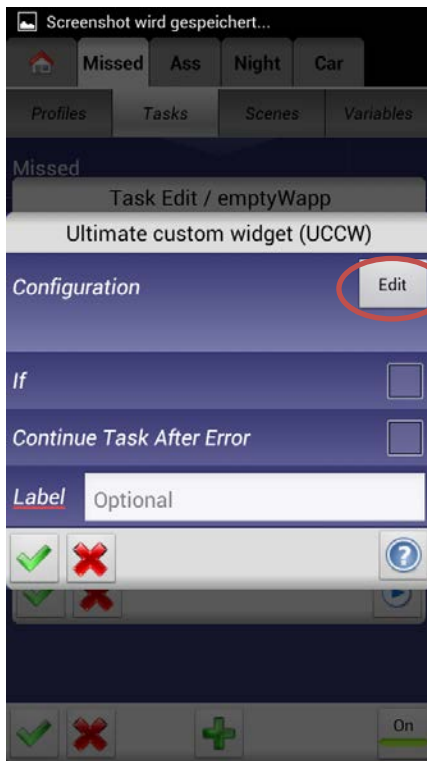 Screenshot wird gespeichert...
Missed Ass Night Car
Profiles Tasks Scenes Variables
Missed
Task Edit / emptyWapp
Ultimate custom widget (UCCW)
Configuration Edit
If
Continue Task After Error
Label Optional
On